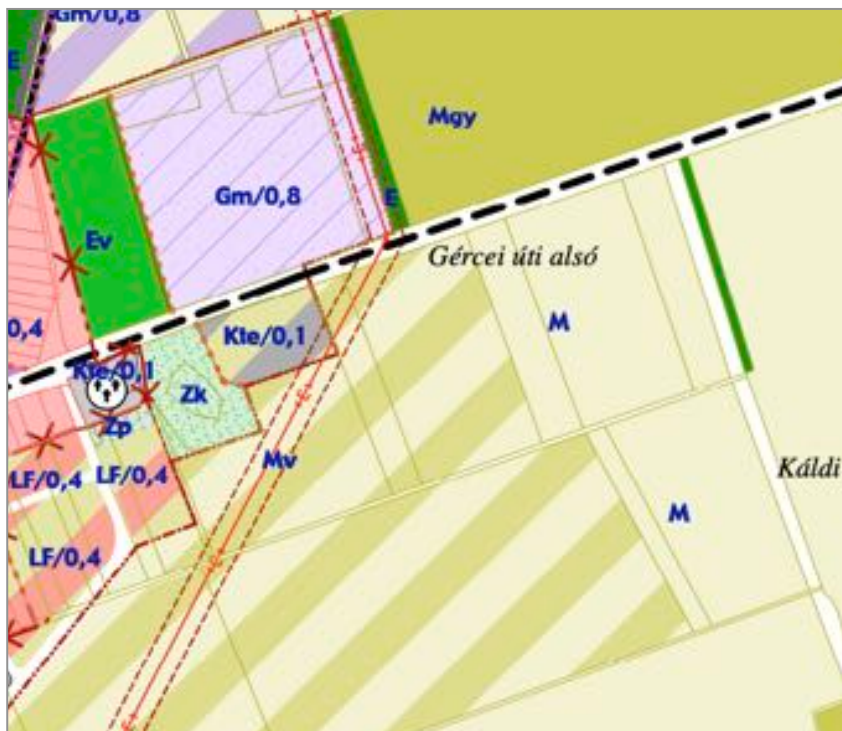 Gm/0,8
E
Mgy
Gm/0,8
E
Ev
Gércei úti alsó
0,4
Kte/0,1
M
Kte/0,1
Zk
Zp
Mv
Káldi
LF/0,4
LF/0,4
M
LF/0,4